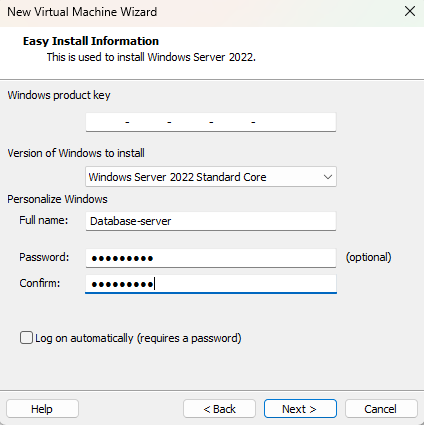 New Virtual Machine Wizard
Easy Install Information
This is used to install Windows Server 2022.
Windows product key
- - - -
Version of Windows to install
Windows Server 2022 Standard Core
Personalize Windows
Full name: Database-server
Password: ●●●●●●●●● (optional)
Confirm: ●●●●●●●●●
Log on automatically (requires a password)
Help < Back Next > Cancel